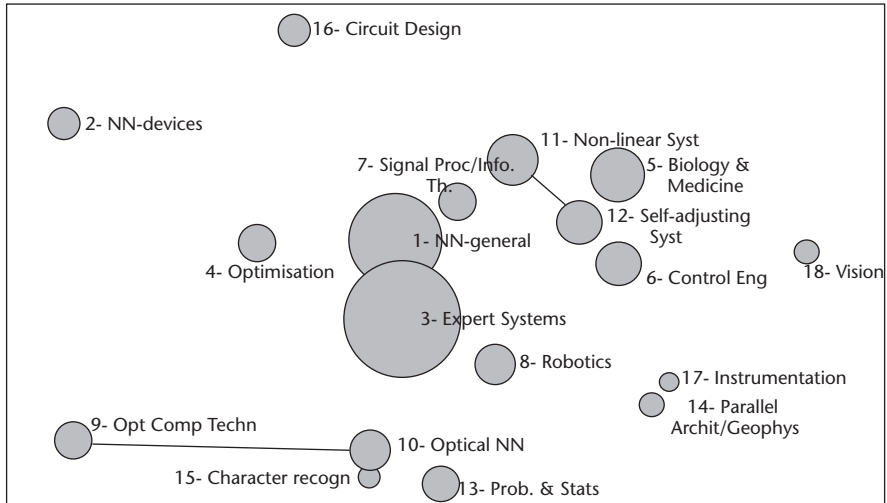 16- Circuit Design
2- NN-devices
11- Non-linear Syst
7- Signal Proc/Info.
Th.
5- Biology &
Medicine
12- Self-adjusting
Syst
1- NN-general
4- Optimisation
6- Control Eng
18- Vision
3- Expert Systems
8- Robotics
17- Instrumentation
14- Parallel
Archit/Geophys
9- Opt Comp Techn
10- Optical NN
15- Character recogn
13- Prob. & Stats